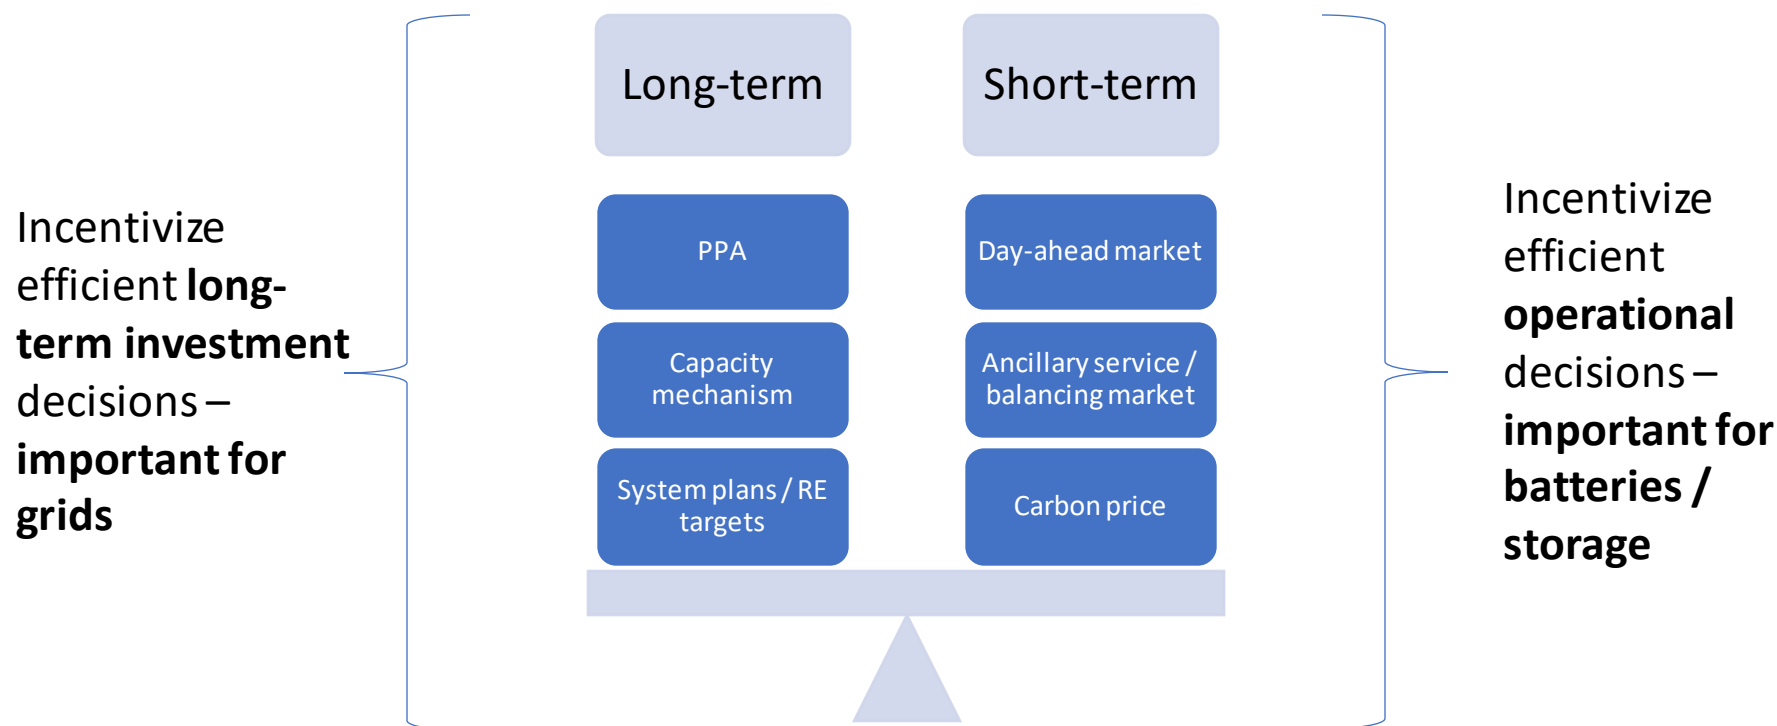 Incentivize
efficient long-
term investment
decisions –
important for
grids
Long-term
PPA
Capacity
mechanism
System plans / RE
targets
Short-term
Day-ahead market
Ancillary service /
balancing market
Carbon price
Incentivize
efficient
operational
decisions –
important for
batteries /
storage